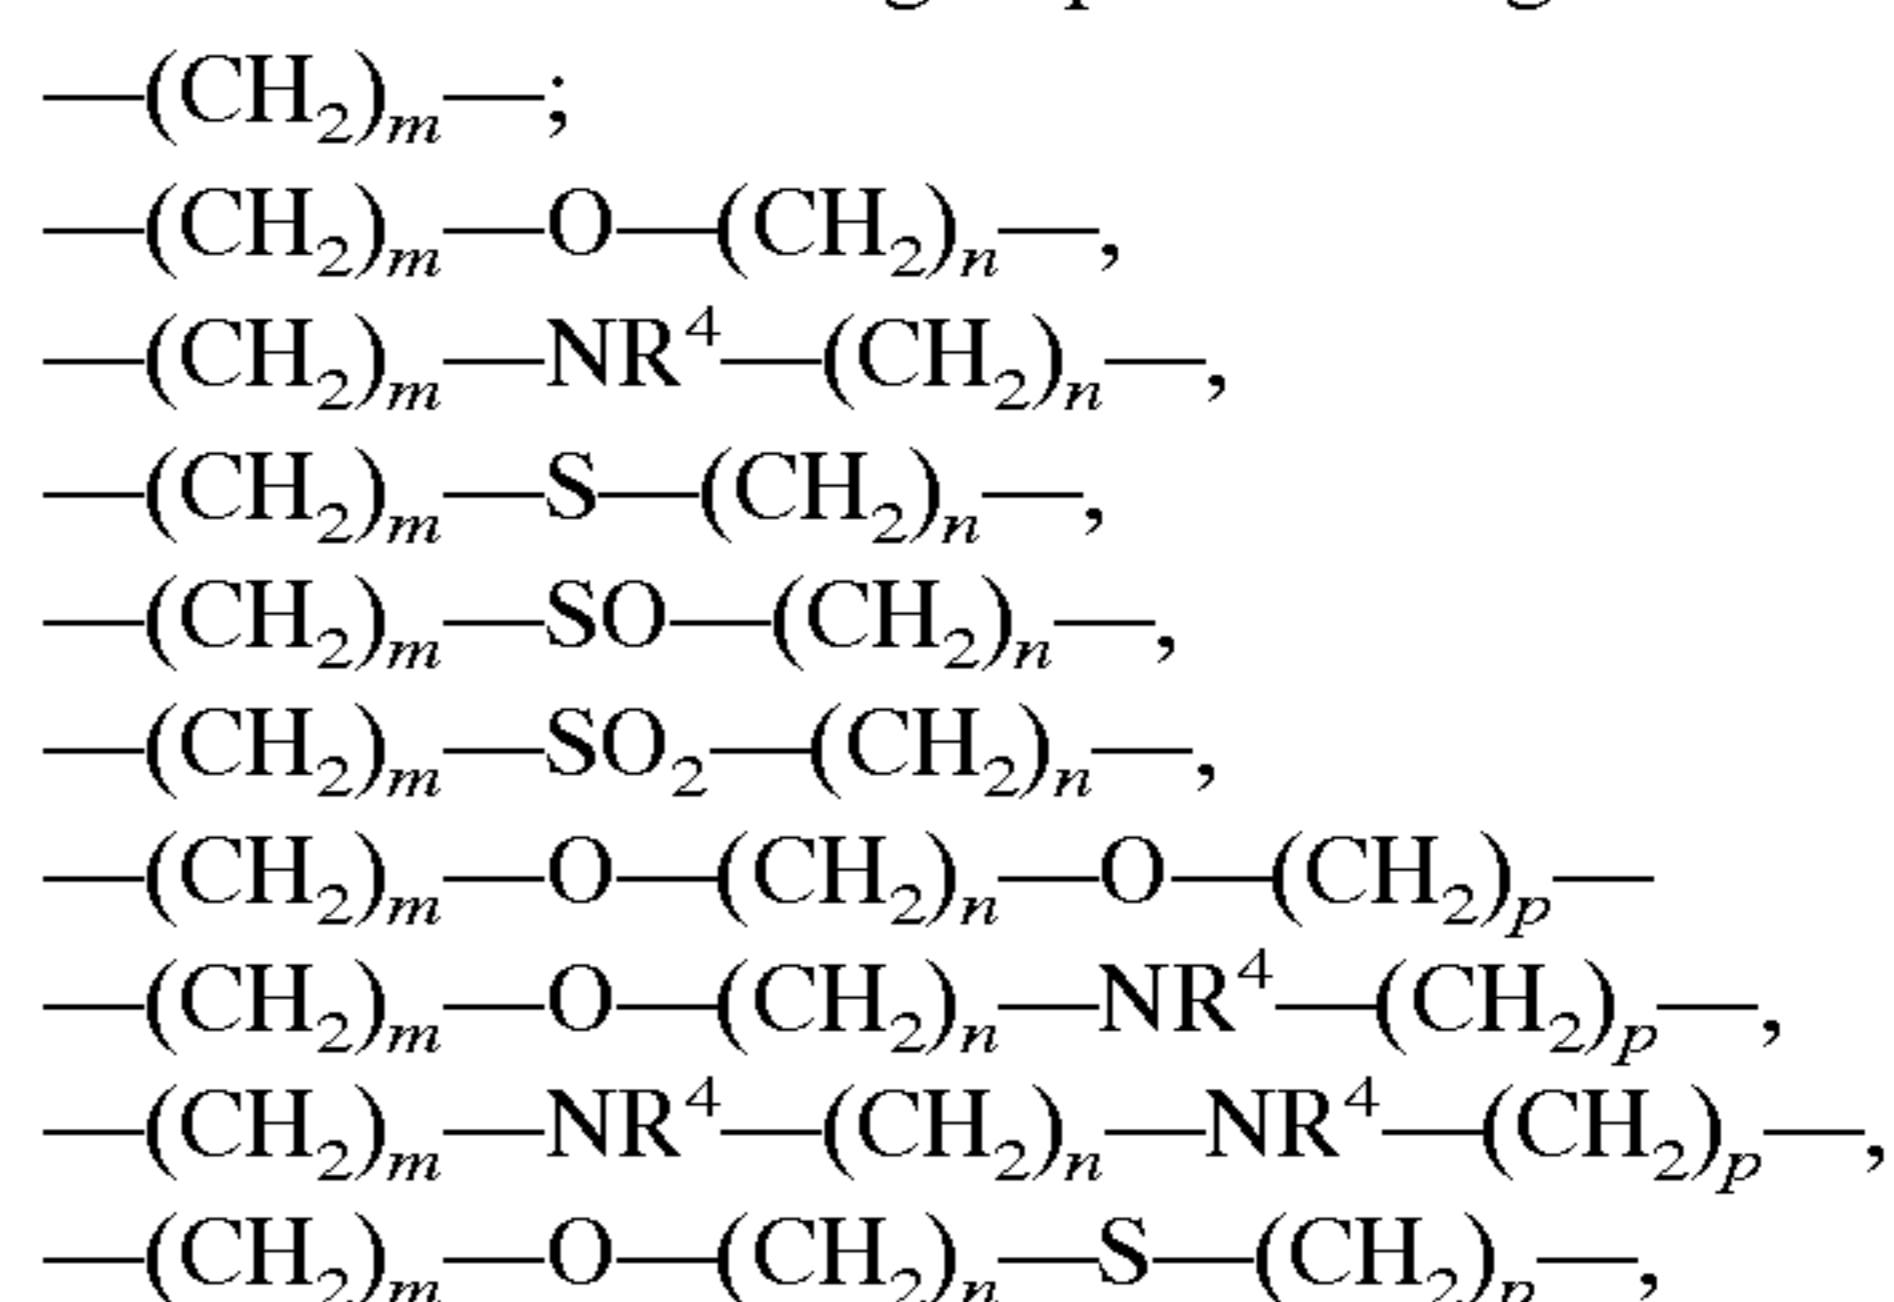 —(CH₂)ₘ—;
—(CH₂)ₘ—O—(CH₂)ₙ—,
—(CH₂)ₘ—NR⁴—(CH₂)ₙ—,
—(CH₂)ₘ—S—(CH₂)ₙ—,
—(CH₂)ₘ—SO—(CH₂)ₙ—,
—(CH₂)ₘ—SO₂—(CH₂)ₙ—,
—(CH₂)ₘ—O—(CH₂)ₙ—O—(CH₂)ₚ—
—(CH₂)ₘ—O—(CH₂)ₙ—NR⁴—(CH₂)ₚ—,
—(CH₂)ₘ—NR⁴—(CH₂)ₙ—NR⁴—(CH₂)ₚ—,
—(CH₂)ₘ—O—(CH₂)ₙ—S—(CH₂)ₚ—,